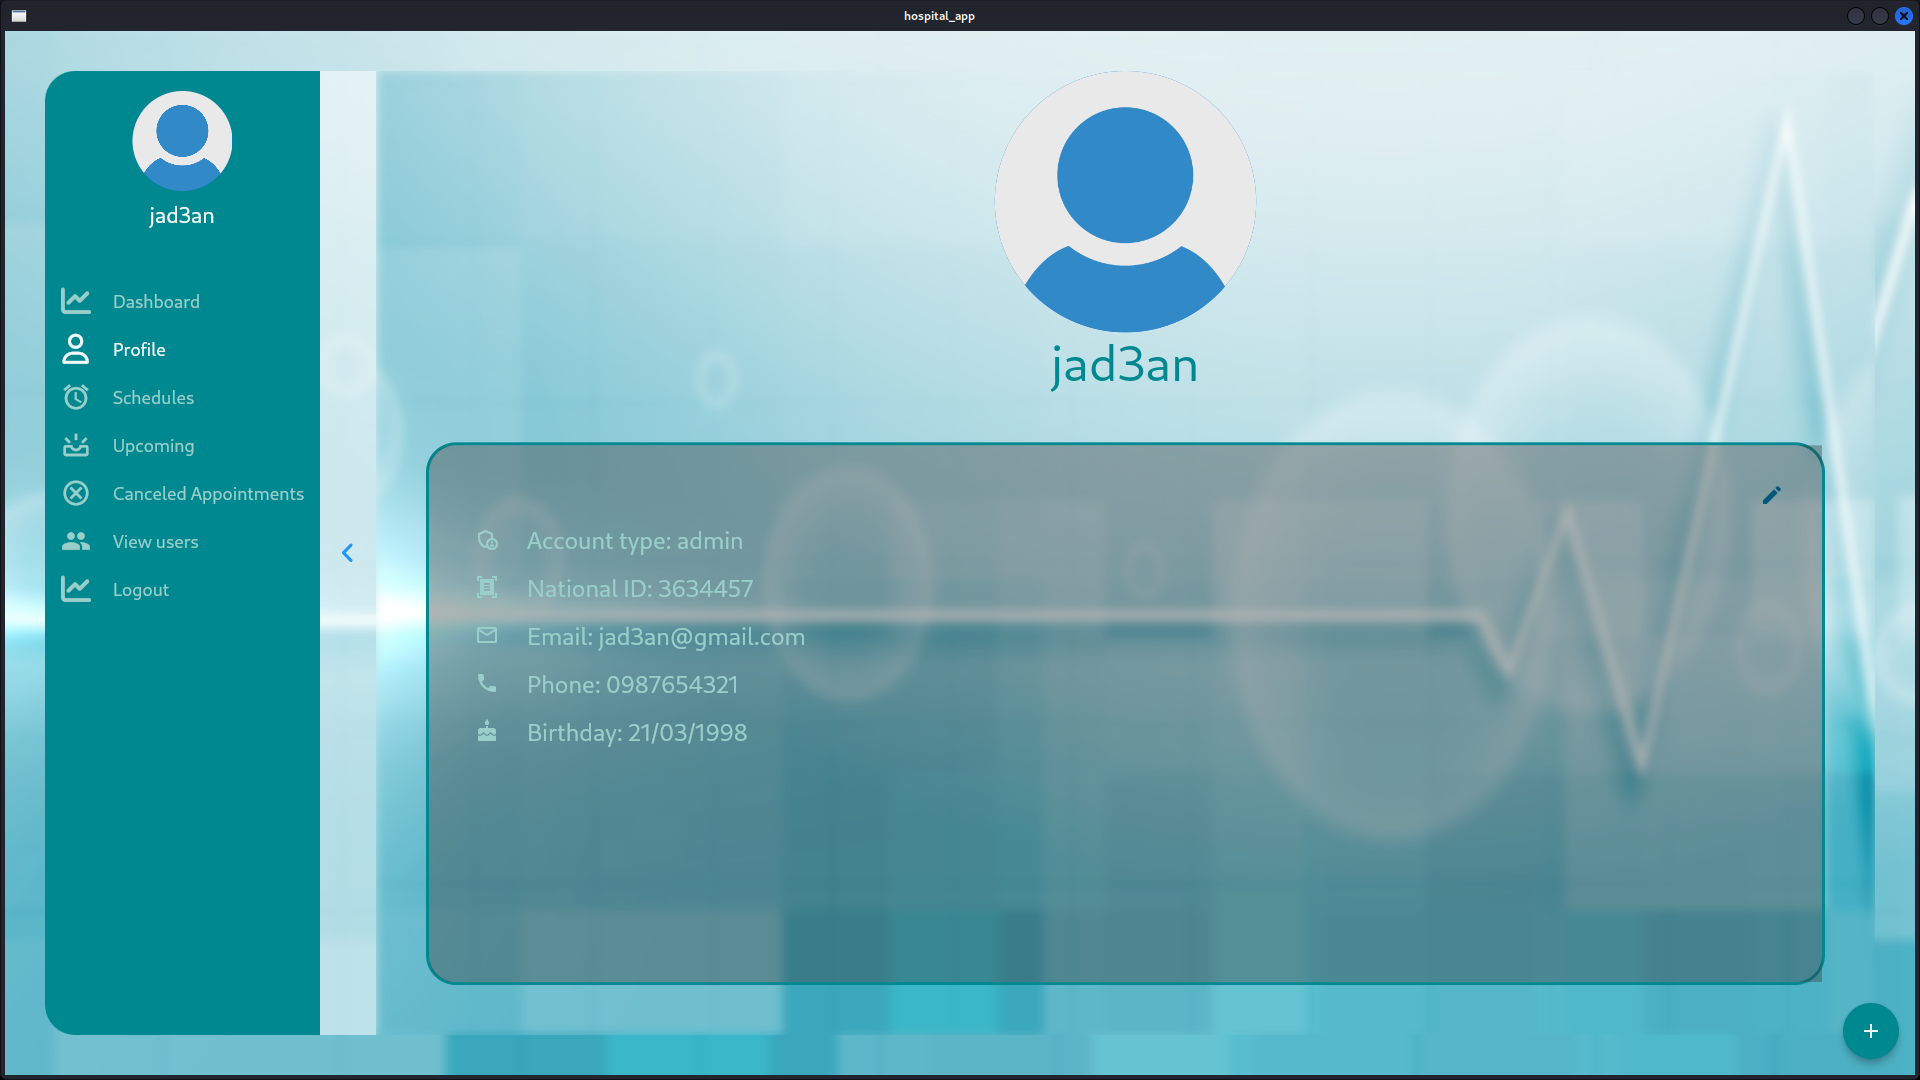 hospital_app
jad3an
Dashboard
Profile
Schedules
Upcoming
Canceled Appointments
View users
Logout
jad3an
Account type: admin
National ID: 3634457
Email: jad3an@gmail.com
Phone: 0987654321
Birthday: 21/03/1998